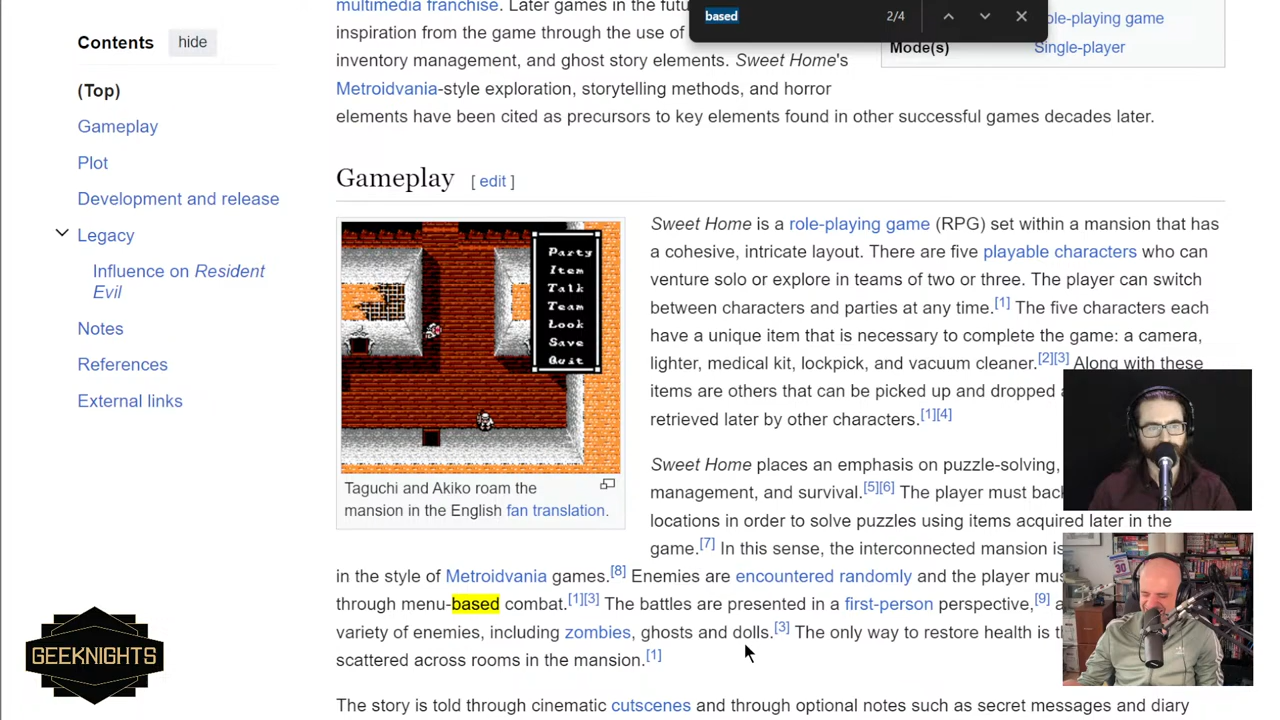 multimedia franchise. Later games in the futu
inspiration from the game through the use of
inventory management, and ghost story elements. Sweet Home's
Metroidvania-style exploration, storytelling methods, and horror
elements have been cited as precursors to key elements found in other successful games decades later.
based
2/4
ole-playing game
Mode(s)
Single-player
Contents
hide
(Top)
Gameplay
Plot
Development and release
Legacy
Influence on Resident
Evil
Notes
References
External links
Gameplay [ edit ]
Party
Item
Talk
Team
Look
Save
Quit
Taguchi and Akiko roam the
mansion in the English fan translation.
Sweet Home is a role-playing game (RPG) set within a mansion that has
a cohesive, intricate layout. There are five playable characters who can
venture solo or explore in teams of two or three. The player can switch
between characters and parties at any time.[1] The five characters each
have a unique item that is necessary to complete the game: a camera,
lighter, medical kit, lockpick, and vacuum cleaner.[2][3] Along with these
items are others that can be picked up and dropped a
retrieved later by other characters.[1][4]
Sweet Home places an emphasis on puzzle-solving,
management, and survival.[5][6] The player must bac
locations in order to solve puzzles using items acquired later in the
game.[7] In this sense, the interconnected mansion is
in the style of Metroidvania games.[8] Enemies are encountered randomly and the player mus
through menu-based combat.[1][3] The battles are presented in a first-person perspective,[9] a
variety of enemies, including zombies, ghosts and dolls.[3] The only way to restore health is th
scattered across rooms in the mansion.[1]
The story is told through cinematic cutscenes and through optional notes such as secret messages and diary
GEEKNIGHTS
30